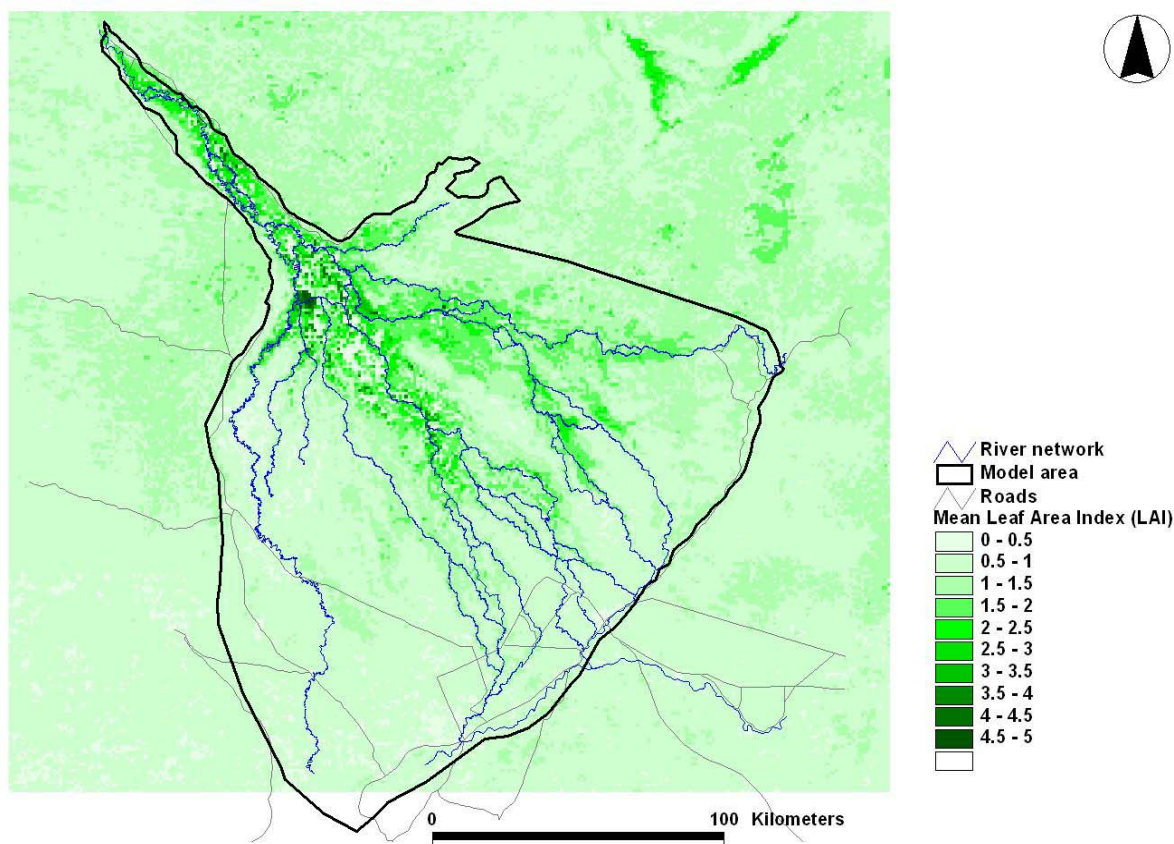 River network
Model area
Roads
Mean Leaf Area Index (LAI)
0 - 0.5
0.5 - 1
1 - 1.5
1.5 - 2
2 - 2.5
2.5 - 3
3 - 3.5
3.5 - 4
4 - 4.5
4.5 - 5
0 100 Kilometers